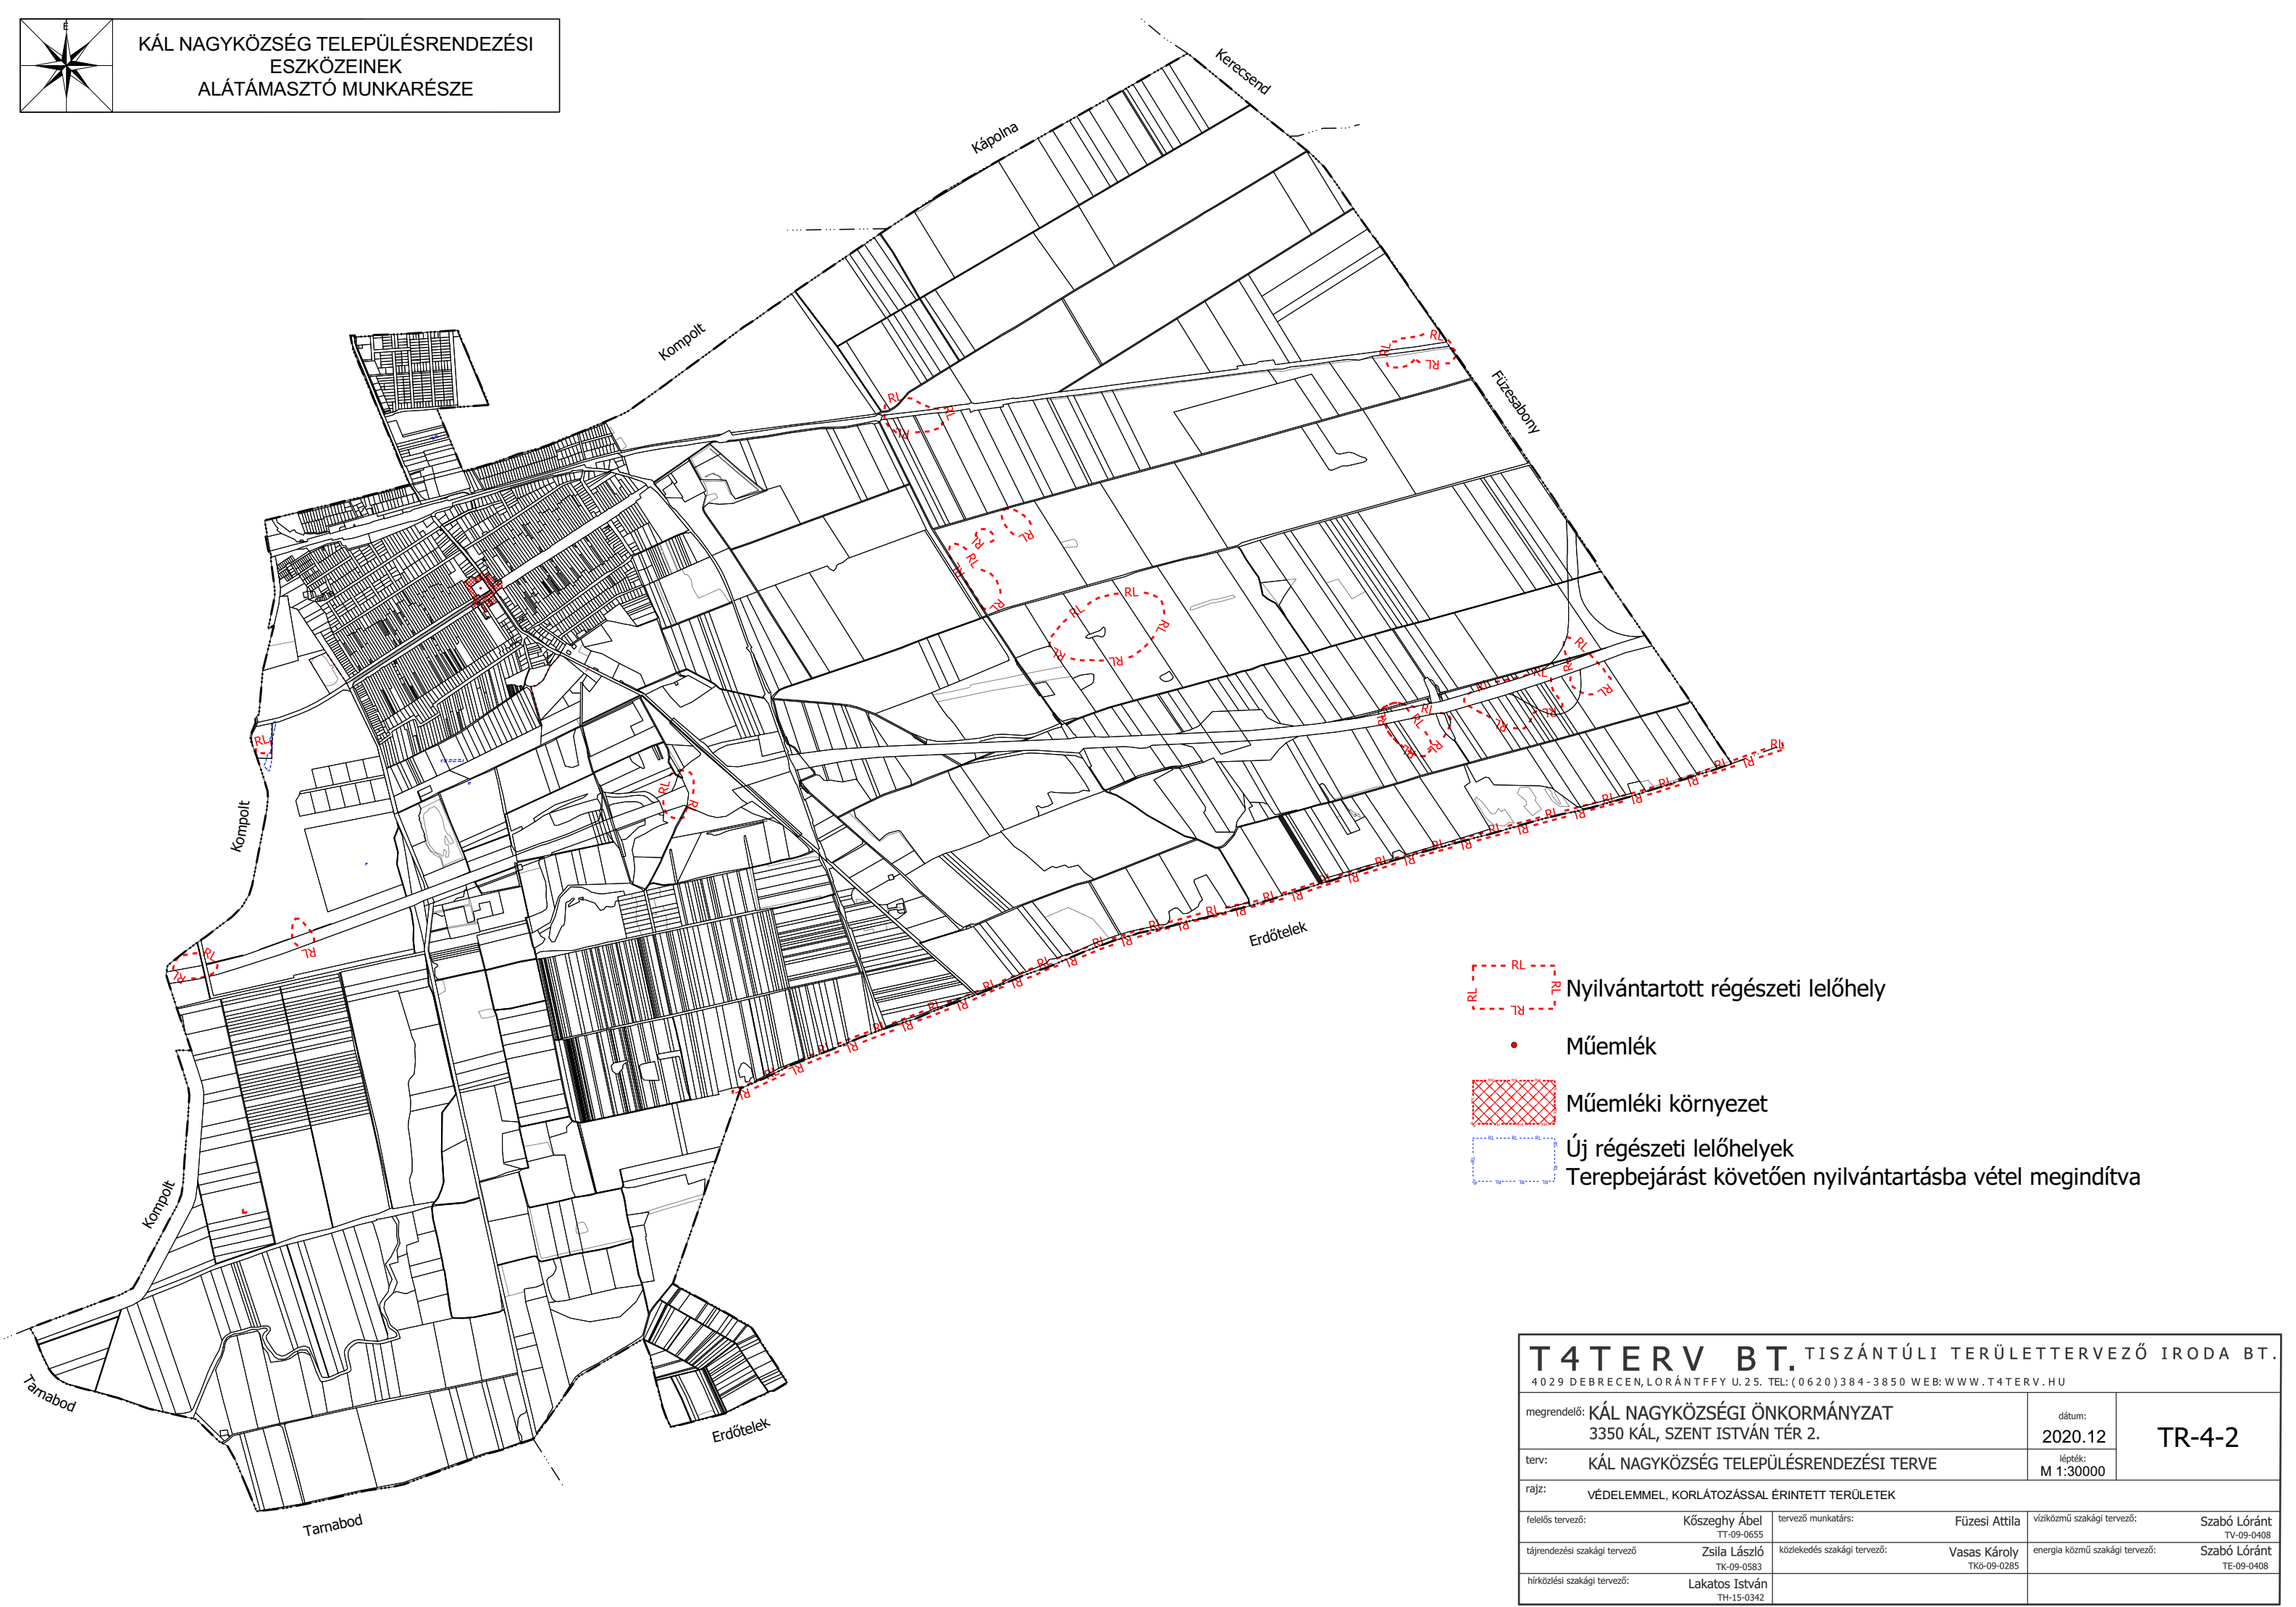 É
KÁL NAGYKÖZSÉG TELEPÜLÉSRENDEZÉSI
ESZKÖZEINEK
ALÁTÁMASZTÓ MUNKARÉSZE
Kerecsend
Kápolna
Kompolt
Füzesabony
Kompolt
Erdőtelek
Kompolt
Tarnabod
Erdőtelek
Tarnabod
RL
RL
RL
RL
Nyilvántartott régészeti lelőhely
Műemlék
Műemléki környezet
Új régészeti lelőhelyek
Terepbejárást követően nyilvántartásba vétel megindítva
T4TERV BT. TISZÁNTÚLI TERÜLETTERVEZŐ IRODA BT.
4029 DEBRECEN, LORÁNTFFY U. 25. TEL: (0620)384-3850 WEB: WWW.T4TERV.HU
megrendelő: KÁL NAGYKÖZSÉGI ÖNKORMÁNYZAT
3350 KÁL, SZENT ISTVÁN TÉR 2.
dátum:
2020.12
TR-4-2
terv: KÁL NAGYKÖZSÉG TELEPÜLÉSRENDEZÉSI TERVE
lépték:
M 1:30000
rajz: VÉDELEMMEL, KORLÁTOZÁSSAL ÉRINTETT TERÜLETEK
felelős tervező: Kőszeghy Ábel
TT-09-0655
tervező munkatárs: Füzesi Attila
víziközmű szakági tervező: Szabó Lóránt
TV-09-0408
tájrendezési szakági tervező Zsila László
TK-09-0583
közlekedés szakági tervező: Vasas Károly
TKö-09-0285
energia közmű szakági tervező: Szabó Lóránt
TE-09-0408
hírközlési szakági tervező: Lakatos István
TH-15-0342